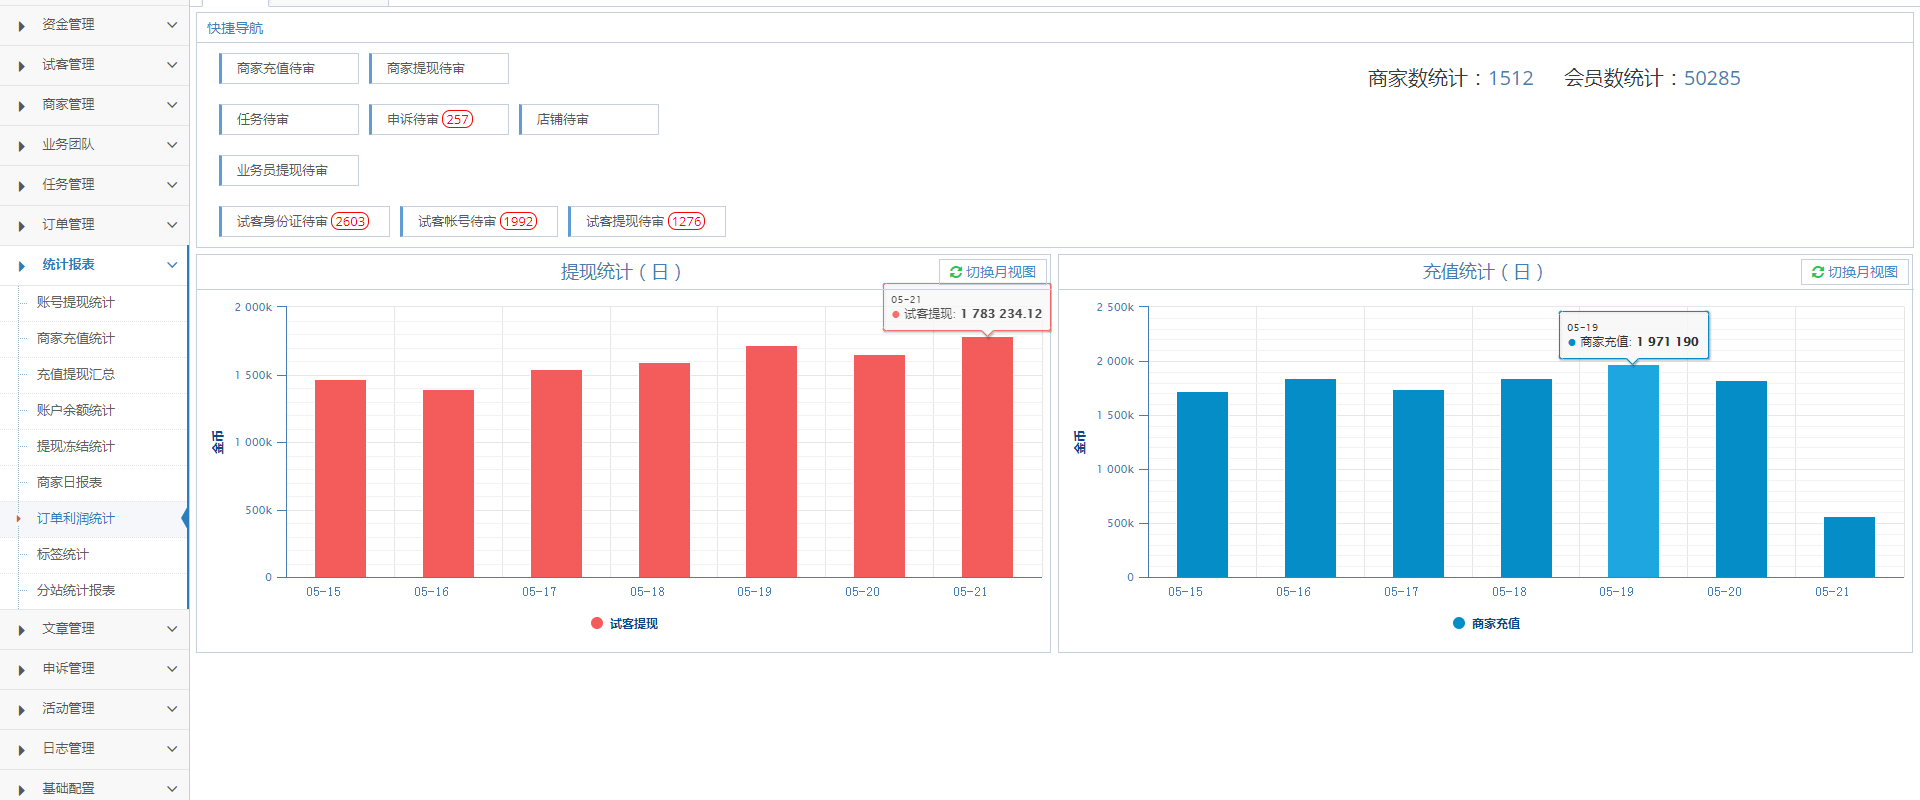 资金管理
试客管理
商家管理
业务团队
任务管理
订单管理
统计报表
账号提现统计
商家充值统计
充值提现汇总
账户余额统计
提现冻结统计
商家日报表
订单利润统计
标签统计
分站统计报表
文章管理
申诉管理
活动管理
日志管理
基础配置
快捷导航
商家充值待审 商家提现待审
任务待审 申诉待审 257 店铺待审
业务员提现待审
试客身份证待审 2603 试客帐号待审 1992 试客提现待审 1276
商家数统计：1512 会员数统计：50285
提现统计（日）
切换月视图
05-21
试客提现: 1 783 234.12
金币
2 000k
1 500k
1 000k
500k
0
05-15 05-16 05-17 05-18 05-19 05-20 05-21
试客提现
充值统计（日）
切换月视图
05-19
商家充值: 1 971 190
金币
2 500k
2 000k
1 500k
1 000k
500k
0
05-15 05-16 05-17 05-18 05-19 05-20 05-21
商家充值